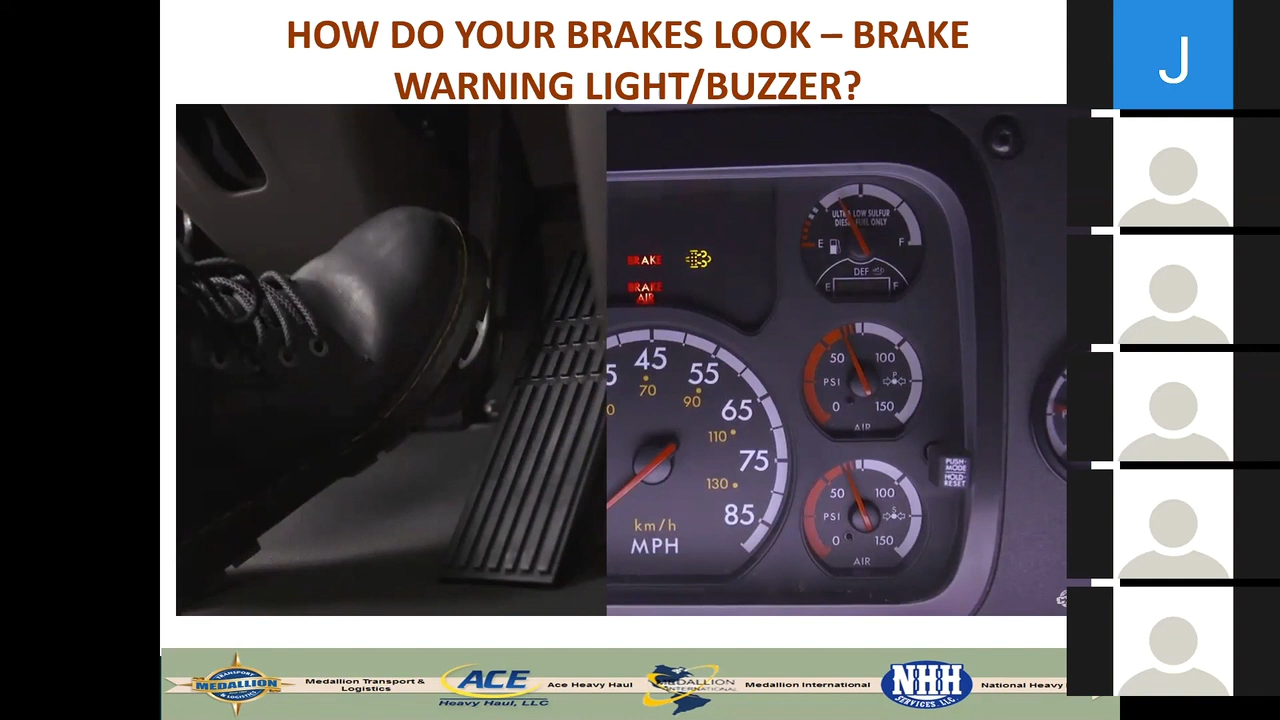 HOW DO YOUR BRAKES LOOK – BRAKE
WARNING LIGHT/BUZZER?
J
ULTRA LOW SULFUR
DIESEL FUEL ONLY
E F
DEF
E F
BRAKE
BRAKE
AIR
45
55
65
75
85
70
90
110
130
km/h
MPH
50 100
PSI P
0 150
AIR
50 100
PSI S
0 150
AIR
PUSH-
MODE
HOLD-
RESET
TRANSPORT
MEDALLION
& LOGISTICS
Medallion Transport &
Logistics
ACE
Heavy Haul, LLC
Ace Heavy Haul
MEDALLION
INTERNATIONAL
Medallion International
NHH
SERVICES, LLC
National Heavy